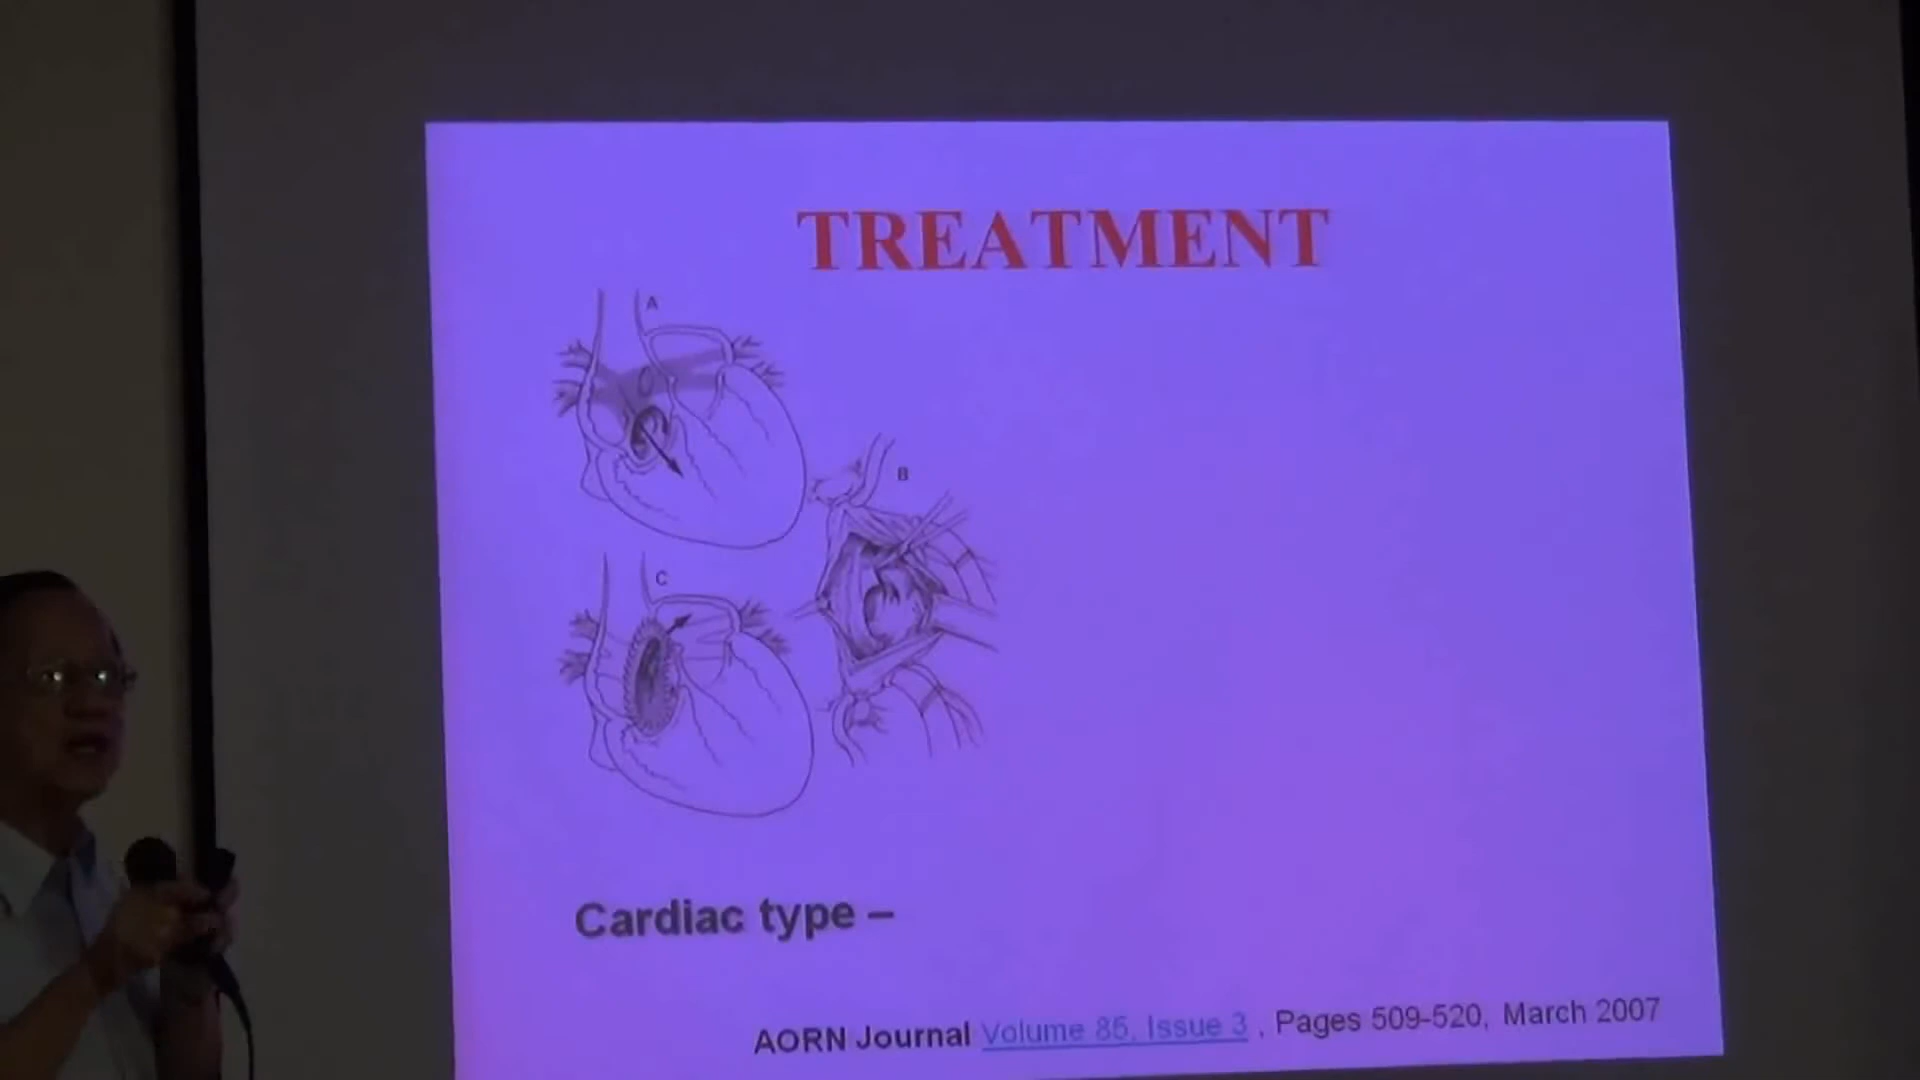 TREATMENT
A
B
C
Cardiac type –
AORN Journal Volume 85, Issue 3 , Pages 509-520, March 2007